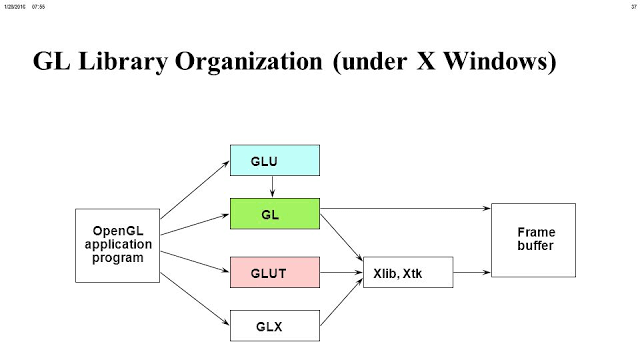 1/28/2016 07:55
37
GL Library Organization (under X Windows)
GLU
GL
OpenGL
application
program
Frame
buffer
GLUT
Xlib, Xtk
GLX